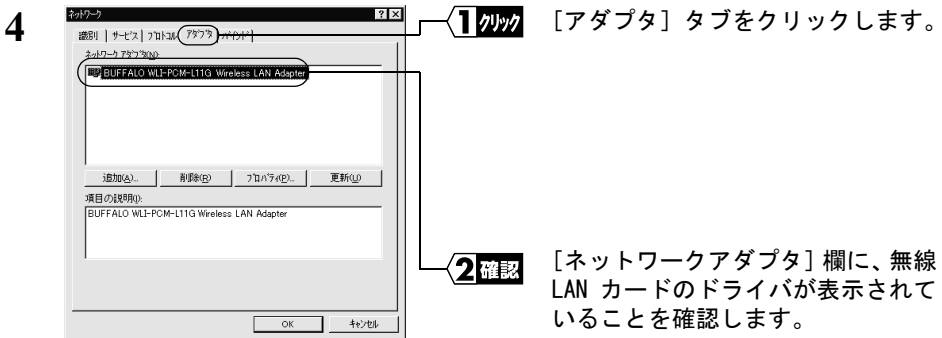 4
ネットワーク
識別 サービス プロトコル アダプタ バインド
ネットワーク アダプタ(N):
BUFFALO WLI-PCM-L11G Wireless LAN Adapter
追加(A)... 削除(R) プロパティ(P)... 更新(U)
項目の説明(I):
BUFFALO WLI-PCM-L11G Wireless LAN Adapter
OK キャンセル
1 クリック
[アダプタ] タブをクリックします。
2 確認
[ネットワークアダプタ] 欄に、無線
LAN カードのドライバが表示されて
いることを確認します。